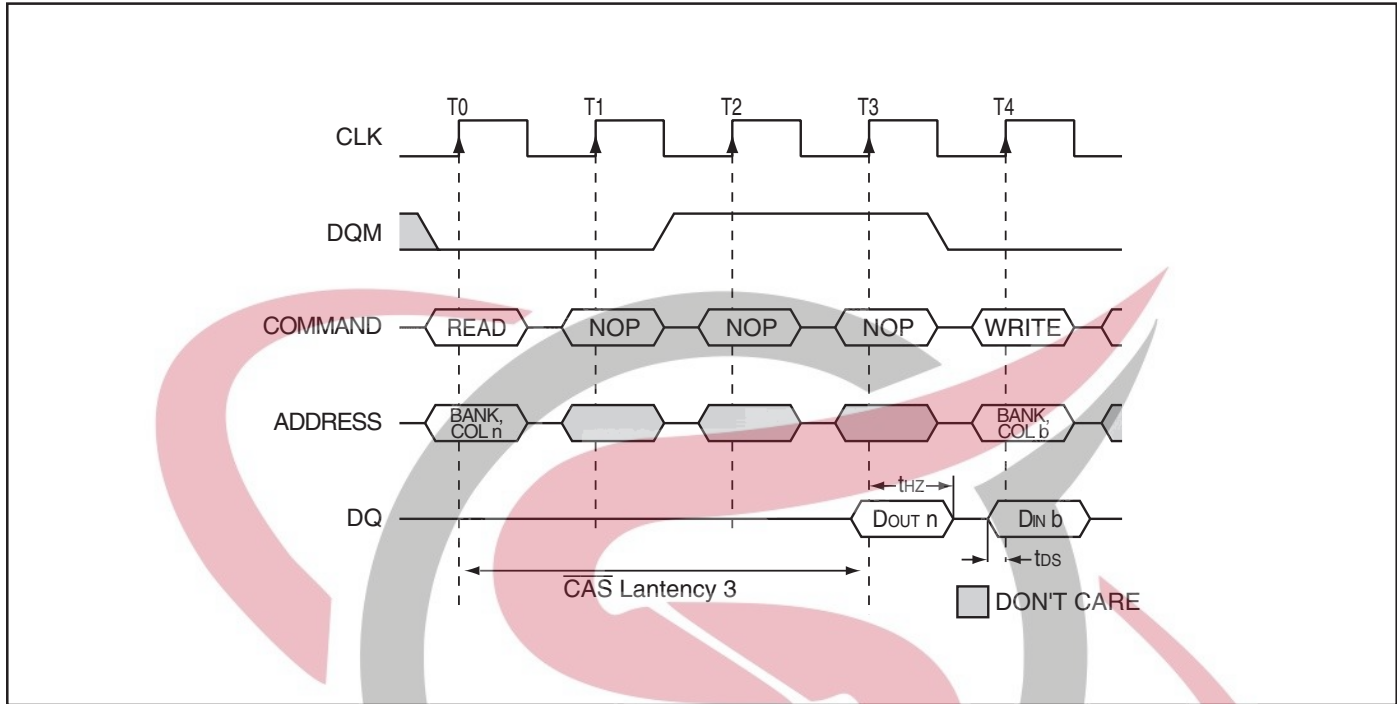 T0 T1 T2 T3 T4
CLK
DQM
COMMAND READ NOP NOP NOP WRITE
ADDRESS BANK, COL n BANK, COL b
tHZ
DQ DOUT n DIN b
tDS
CAS Lantency 3
DON'T CARE